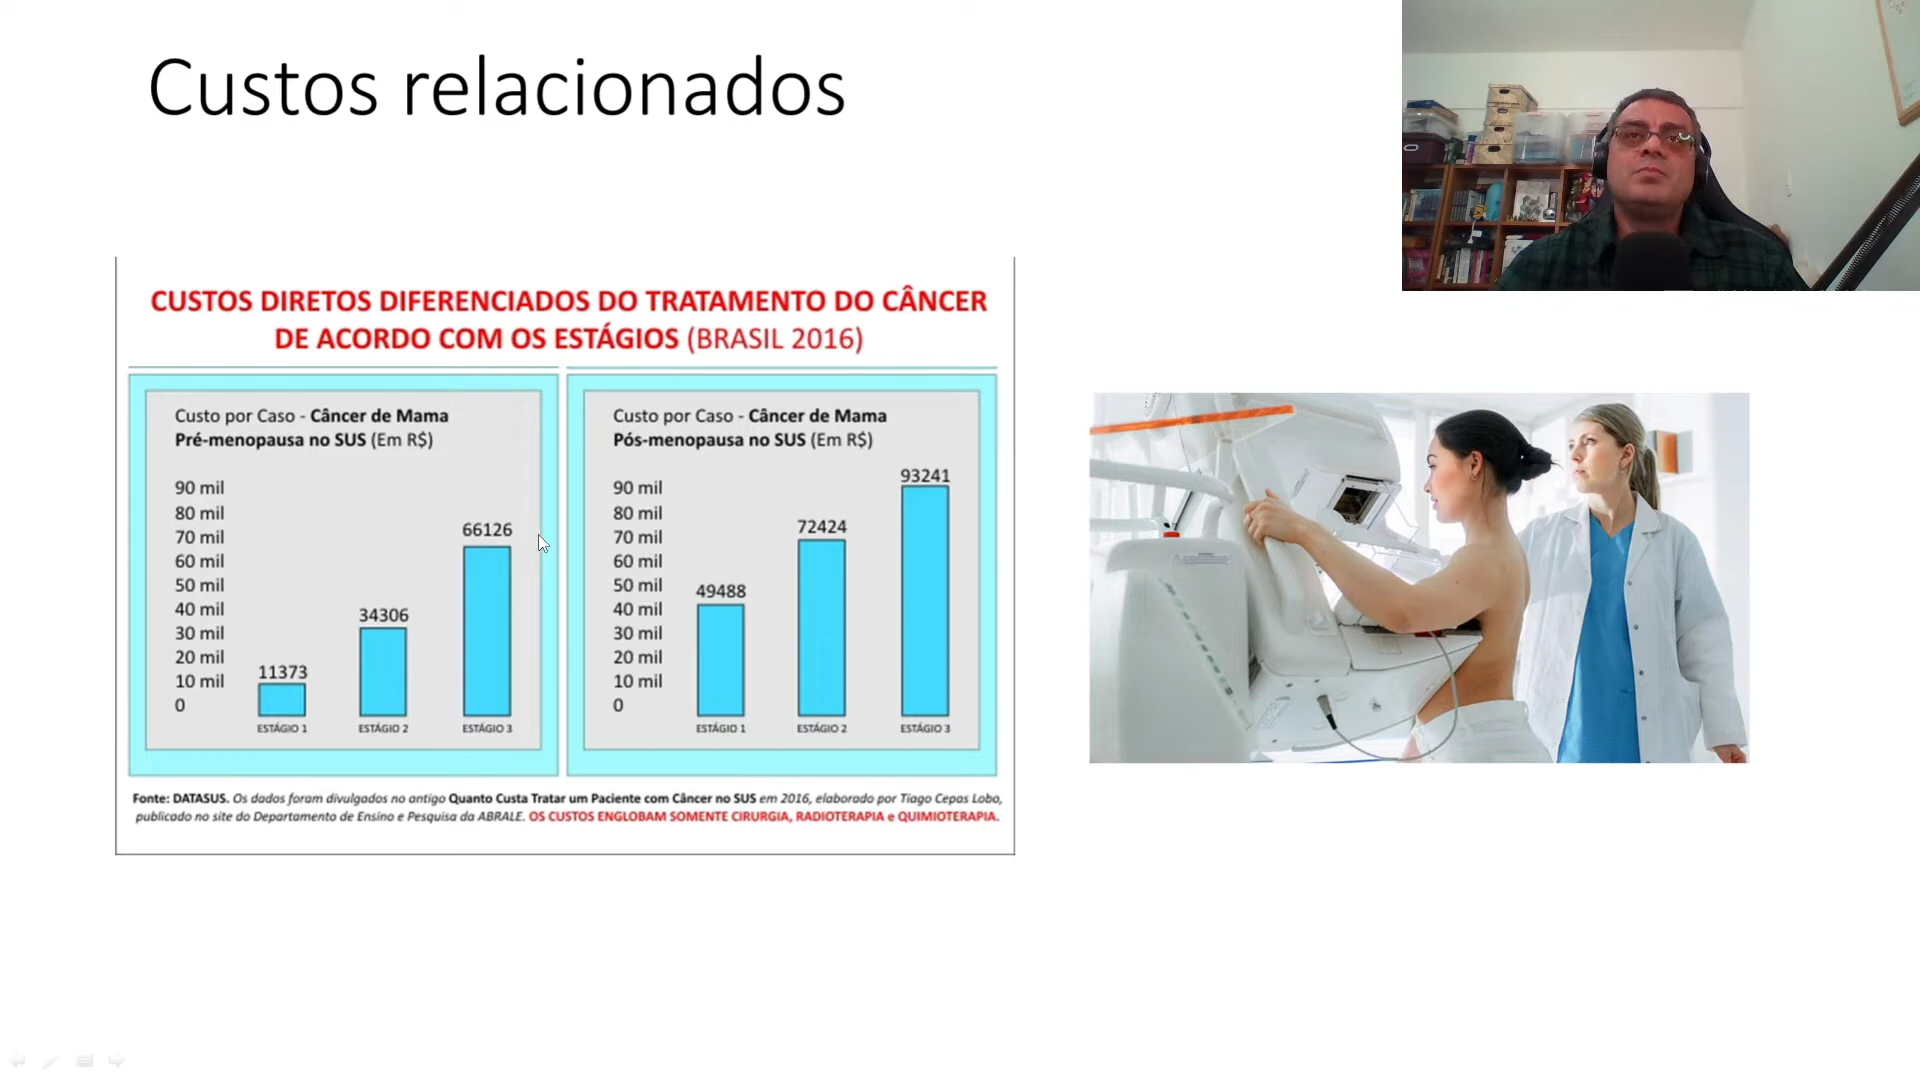 Custos relacionados
CUSTOS DIRETOS DIFERENCIADOS DO TRATAMENTO DO CÂNCER
DE ACORDO COM OS ESTÁGIOS (BRASIL 2016)
Custo por Caso - Câncer de Mama
Pré-menopausa no SUS (Em R$)
90 mil
80 mil
70 mil
60 mil
50 mil
40 mil
30 mil
20 mil
10 mil
0
11373
34306
66126
ESTÁGIO 1
ESTÁGIO 2
ESTÁGIO 3
Custo por Caso - Câncer de Mama
Pós-menopausa no SUS (Em R$)
90 mil
80 mil
70 mil
60 mil
50 mil
40 mil
30 mil
20 mil
10 mil
0
49488
72424
93241
ESTÁGIO 1
ESTÁGIO 2
ESTÁGIO 3
Fonte: DATASUS. Os dados foram divulgados no antigo Quanto Custa Tratar um Paciente com Câncer no SUS em 2016, elaborado por Tiago Cepas Lobo,
publicado no site do Departamento de Ensino e Pesquisa da ABRALE. OS CUSTOS ENGLOBAM SOMENTE CIRURGIA, RADIOTERAPIA e QUIMIOTERAPIA.